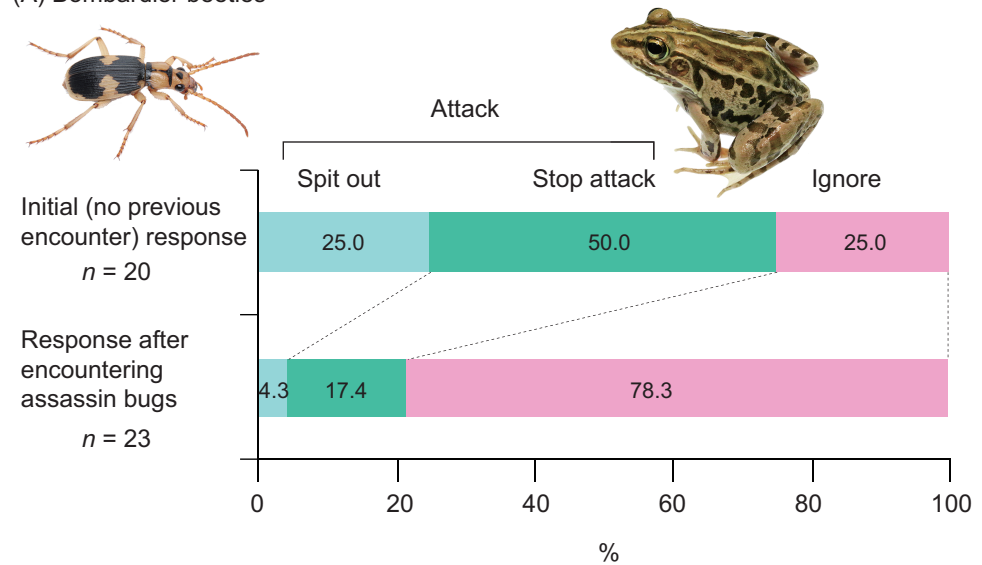 (A) Bombardier beetles
Attack
Spit out
Stop attack
Ignore
Initial (no previous
encounter) response
n = 20
25.0
50.0
25.0
Response after
encountering
assassin bugs
n = 23
4.3
17.4
78.3
0
20
40
60
80
100
%